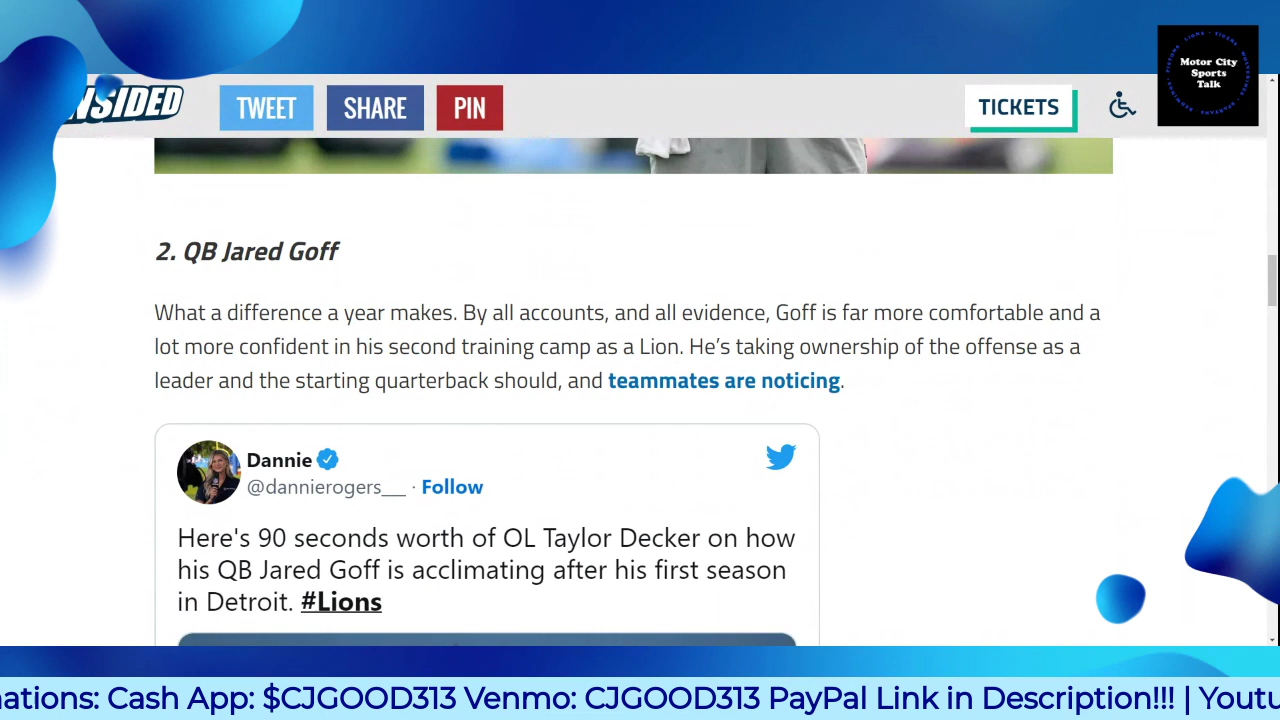 NSIDED
TWEET
SHARE
PIN
TICKETS
Motor City
Sports
Talk
2. QB Jared Goff
What a difference a year makes. By all accounts, and all evidence, Goff is far more comfortable and a
lot more confident in his second training camp as a Lion. He’s taking ownership of the offense as a
leader and the starting quarterback should, and teammates are noticing.
Dannie
@dannierogers___ · Follow
Here's 90 seconds worth of OL Taylor Decker on how
his QB Jared Goff is acclimating after his first season
in Detroit. #Lions
nations: Cash App: $CJGOOD313 Venmo: CJGOOD313 PayPal Link in Description!!! | Youtu